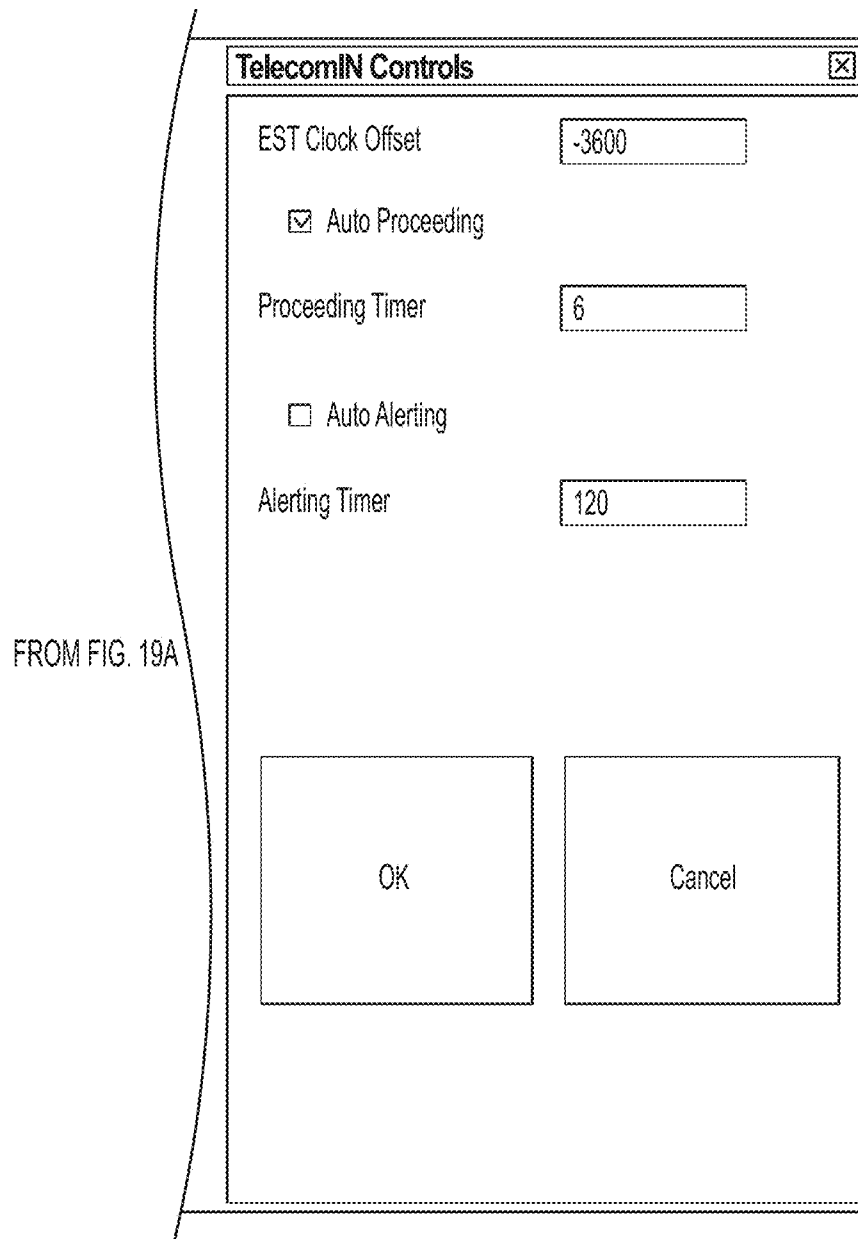 TelecomIN Controls
EST Clock Offset -3600
Auto Proceeding
Proceeding Timer 6
Auto Alerting
Alerting Timer 120
FROM FIG. 19A
OK Cancel